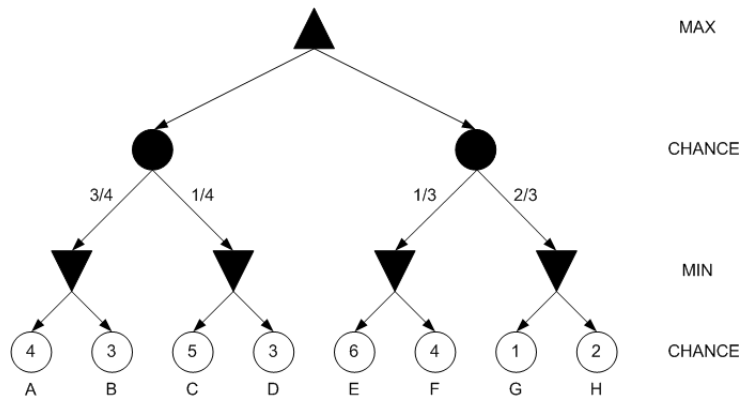 MAX
CHANCE
3/4 1/4 1/3 2/3
MIN
4 3 5 3 6 4 1 2 CHANCE
A B C D E F G H